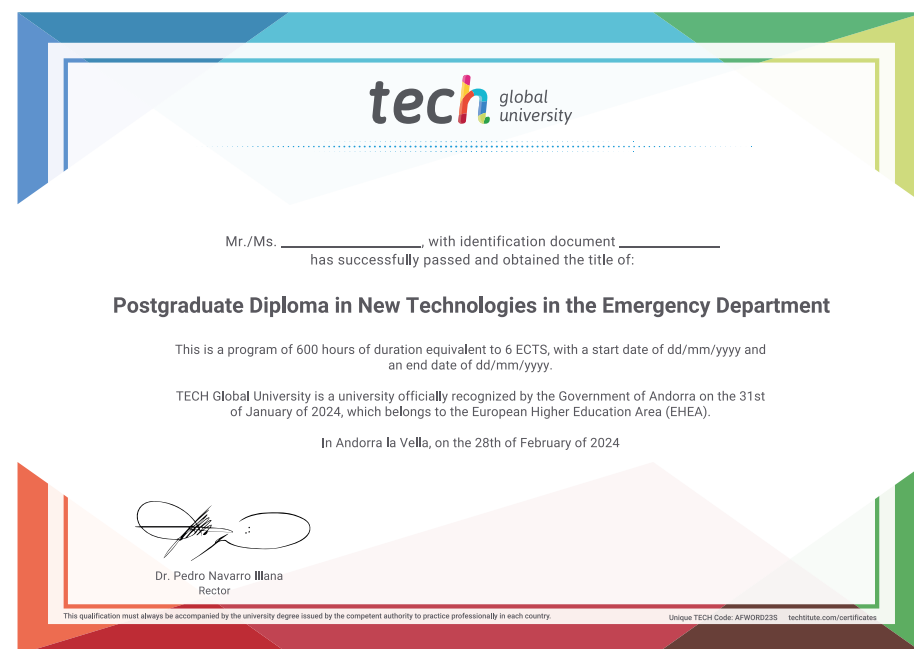 tech global university
Mr./Ms. ____________, with identification document ____________
has successfully passed and obtained the title of:
Postgraduate Diploma in New Technologies in the Emergency Department
This is a program of 600 hours of duration equivalent to 6 ECTS, with a start date of dd/mm/yyyy and
an end date of dd/mm/yyyy.
TECH Global University is a university officially recognized by the Government of Andorra on the 31st
of January of 2024, which belongs to the European Higher Education Area (EHEA).
In Andorra la Vella, on the 28th of February of 2024
Dr. Pedro Navarro Illana
Rector
This qualification must always be accompanied by the university degree issued by the competent authority to practice professionally in each country.
Unique TECH Code: AFWORD23S techtitute.com/certificates